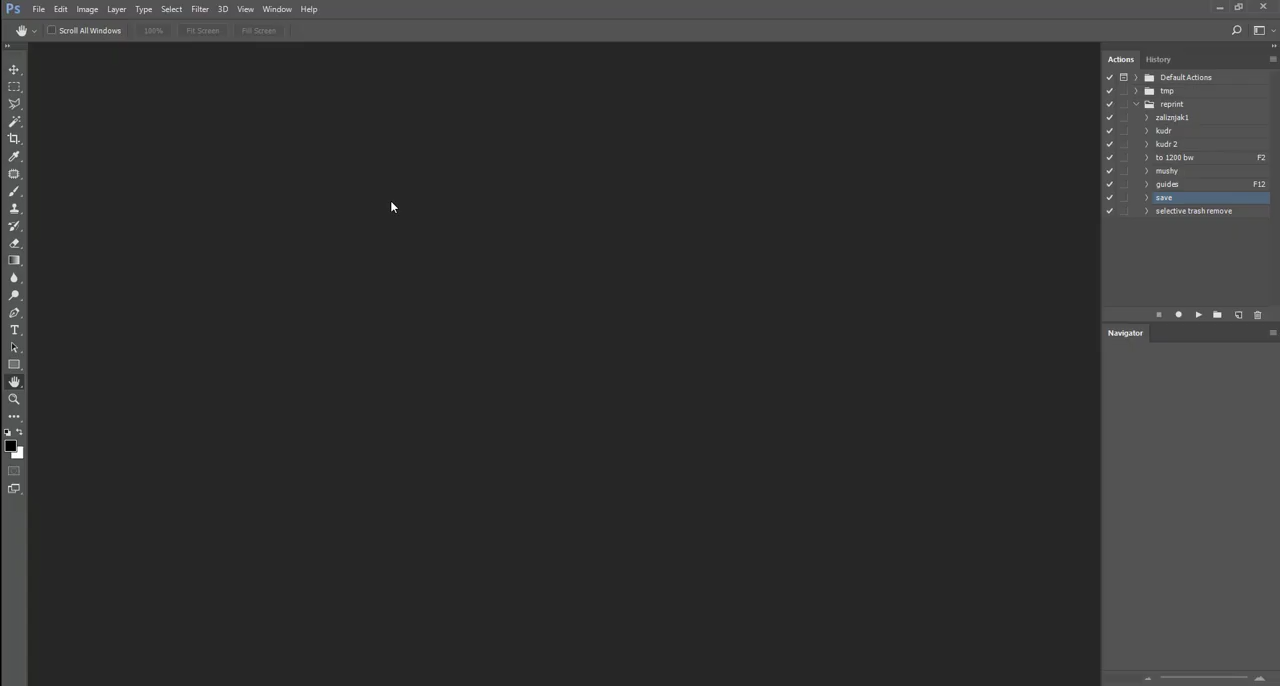 Ps File Edit Image Layer Type Select Filter 3D View Window Help
Scroll All Windows 100% Fit Screen Fill Screen
Actions History
Default Actions
tmp
reprint
zaliznjak1
kudr
kudr 2
to 1200 bw F2
mushy
guides F12
save
selective trash remove
Navigator
T